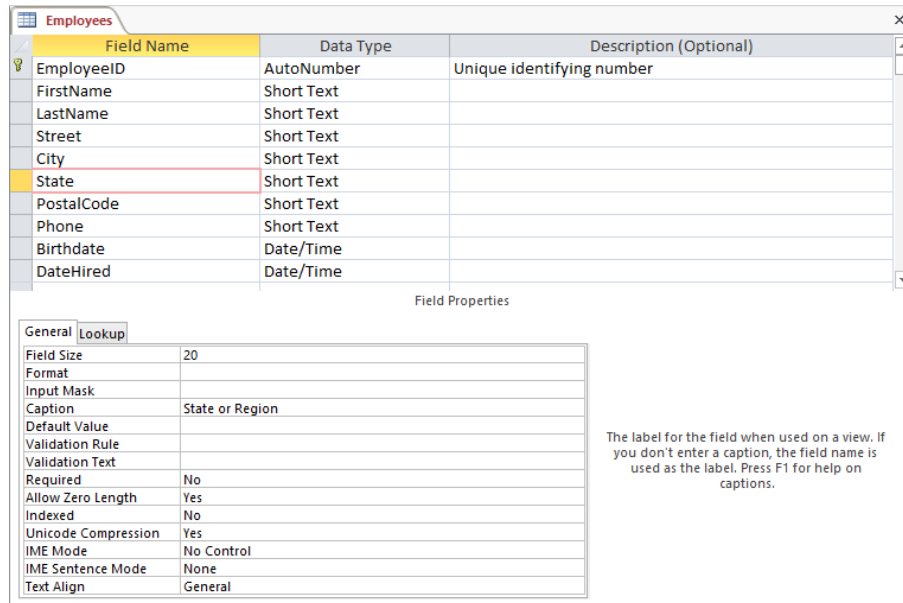 Employees
Field Name Data Type Description (Optional)
EmployeeID AutoNumber Unique identifying number
FirstName Short Text
LastName Short Text
Street Short Text
City Short Text
State Short Text
PostalCode Short Text
Phone Short Text
Birthdate Date/Time
DateHired Date/Time
Field Properties
General Lookup
Field Size 20
Format
Input Mask
Caption State or Region
Default Value
Validation Rule
Validation Text
Required No
Allow Zero Length Yes
Indexed No
Unicode Compression Yes
IME Mode No Control
IME Sentence Mode None
Text Align General
The label for the field when used on a view. If
you don't enter a caption, the field name is
used as the label. Press F1 for help on
captions.